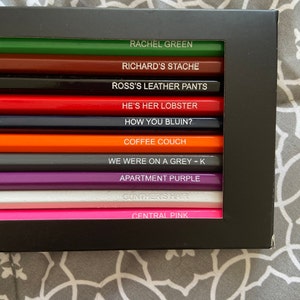 RACHEL GREEN
RICHARD'S STACHE
ROSS'S LEATHER PANTS
HE'S HER LOBSTER
HOW YOU BLUIN?
COFFEE COUCH
WE WERE ON A GREY - K
APARTMENT PURPLE
CENTRAL PINK